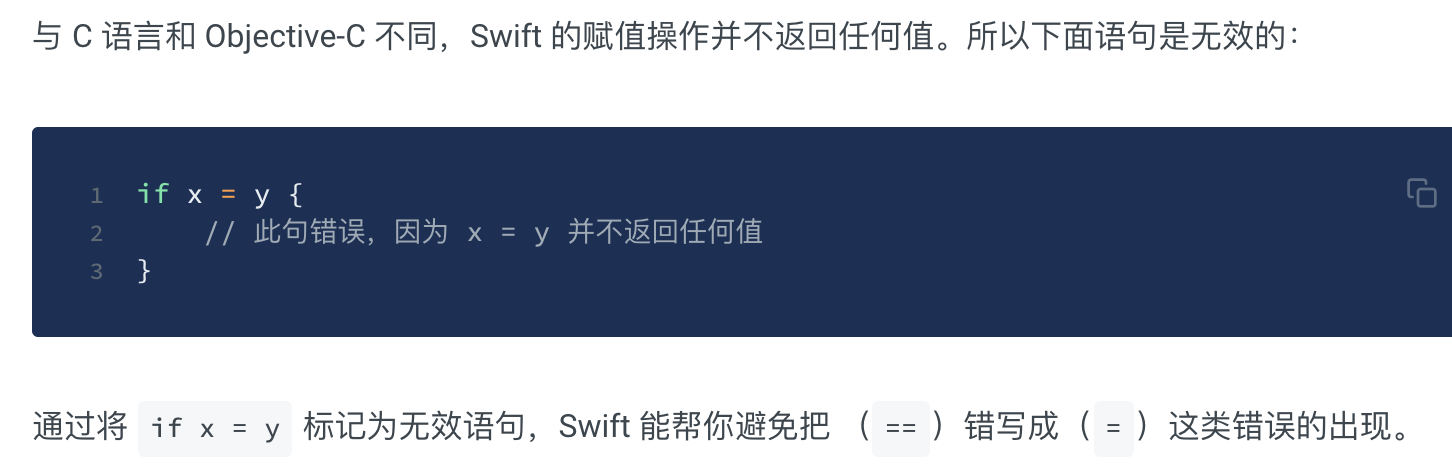 与 C 语言和 Objective-C 不同，Swift 的赋值操作并不返回任何值。所以下面语句是无效的：
1 if x = y {
2     // 此句错误，因为 x = y 并不返回任何值
3 }
通过将 if x = y 标记为无效语句，Swift 能帮你避免把 （==）错写成（=）这类错误的出现。